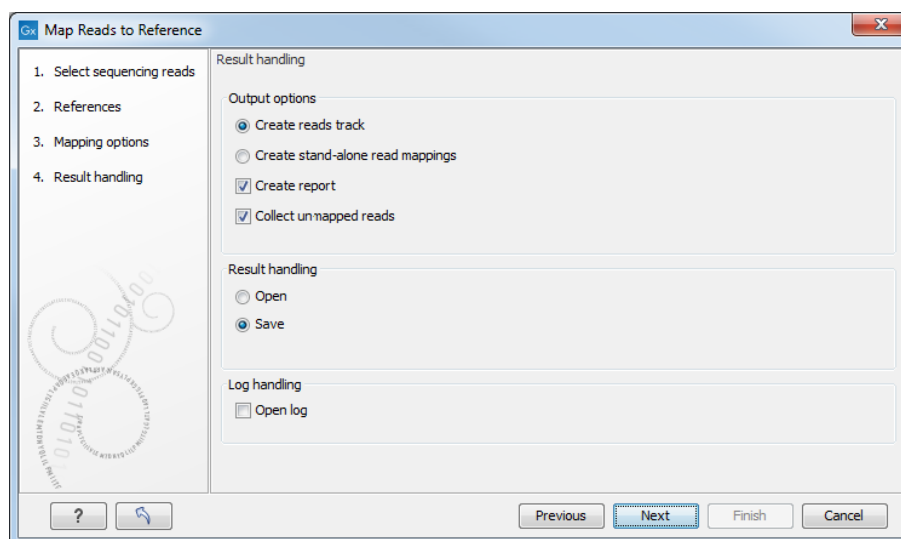 Gx Map Reads to Reference
X
1. Select sequencing reads
2. References
3. Mapping options
4. Result handling
Result handling
Output options
Create reads track
Create stand-alone read mappings
Create report
Collect unmapped reads
Result handling
Open
Save
Log handling
Open log
? Previous Next Finish Cancel